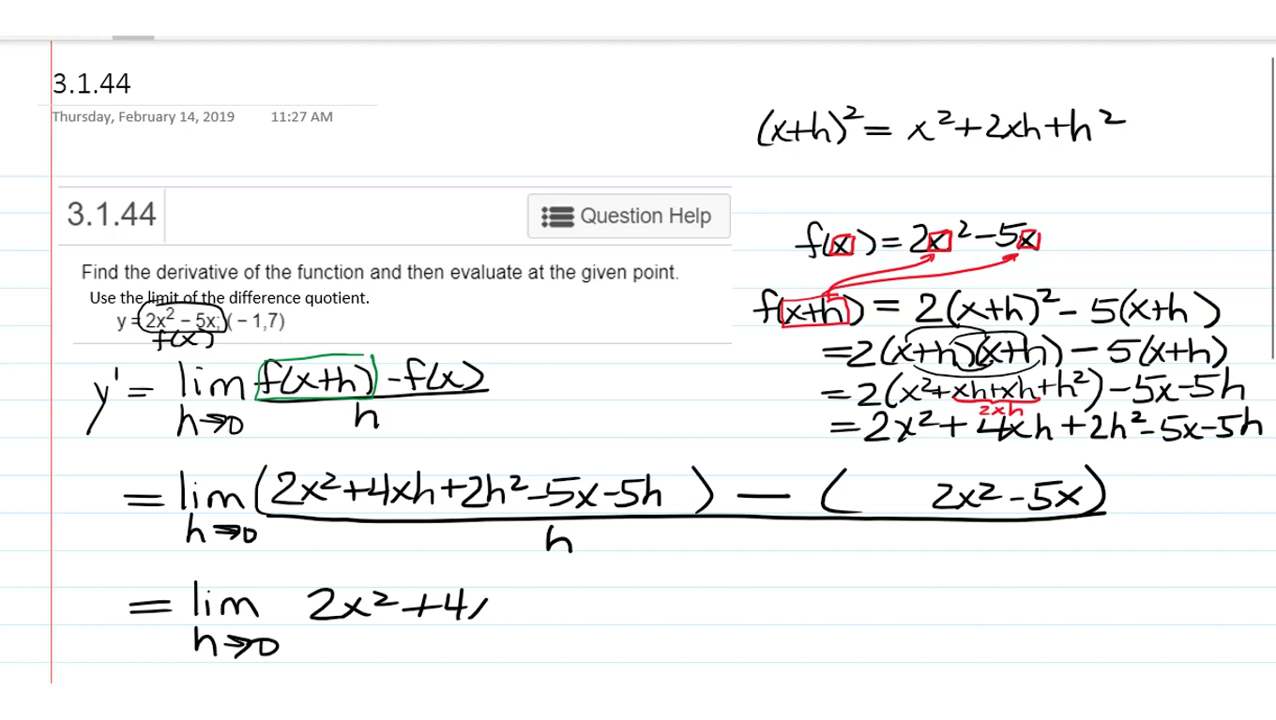 3.1.44
Thursday, February 14, 2019 11:27 AM
3.1.44 Question Help
Find the derivative of the function and then evaluate at the given point.
Use the limit of the difference quotient.
y = 2x² − 5x; (− 1,7)
f(x)
y' = lim f(x+h) - f(x)
h→0 h
= lim (2x²+4xh+2h²-5x-5h) - (2x²-5x)
h→0 h
= lim 2x²+4
h→0
(x+h)² = x²+2xh+h²
f(x) = 2x²-5x
f(x+h) = 2(x+h)² - 5(x+h)
=2(x+h)(x+h) - 5(x+h)
= 2(x²+xh+xh+h²) - 5x-5h
2xh
= 2x²+4xh+2h²-5x-5h